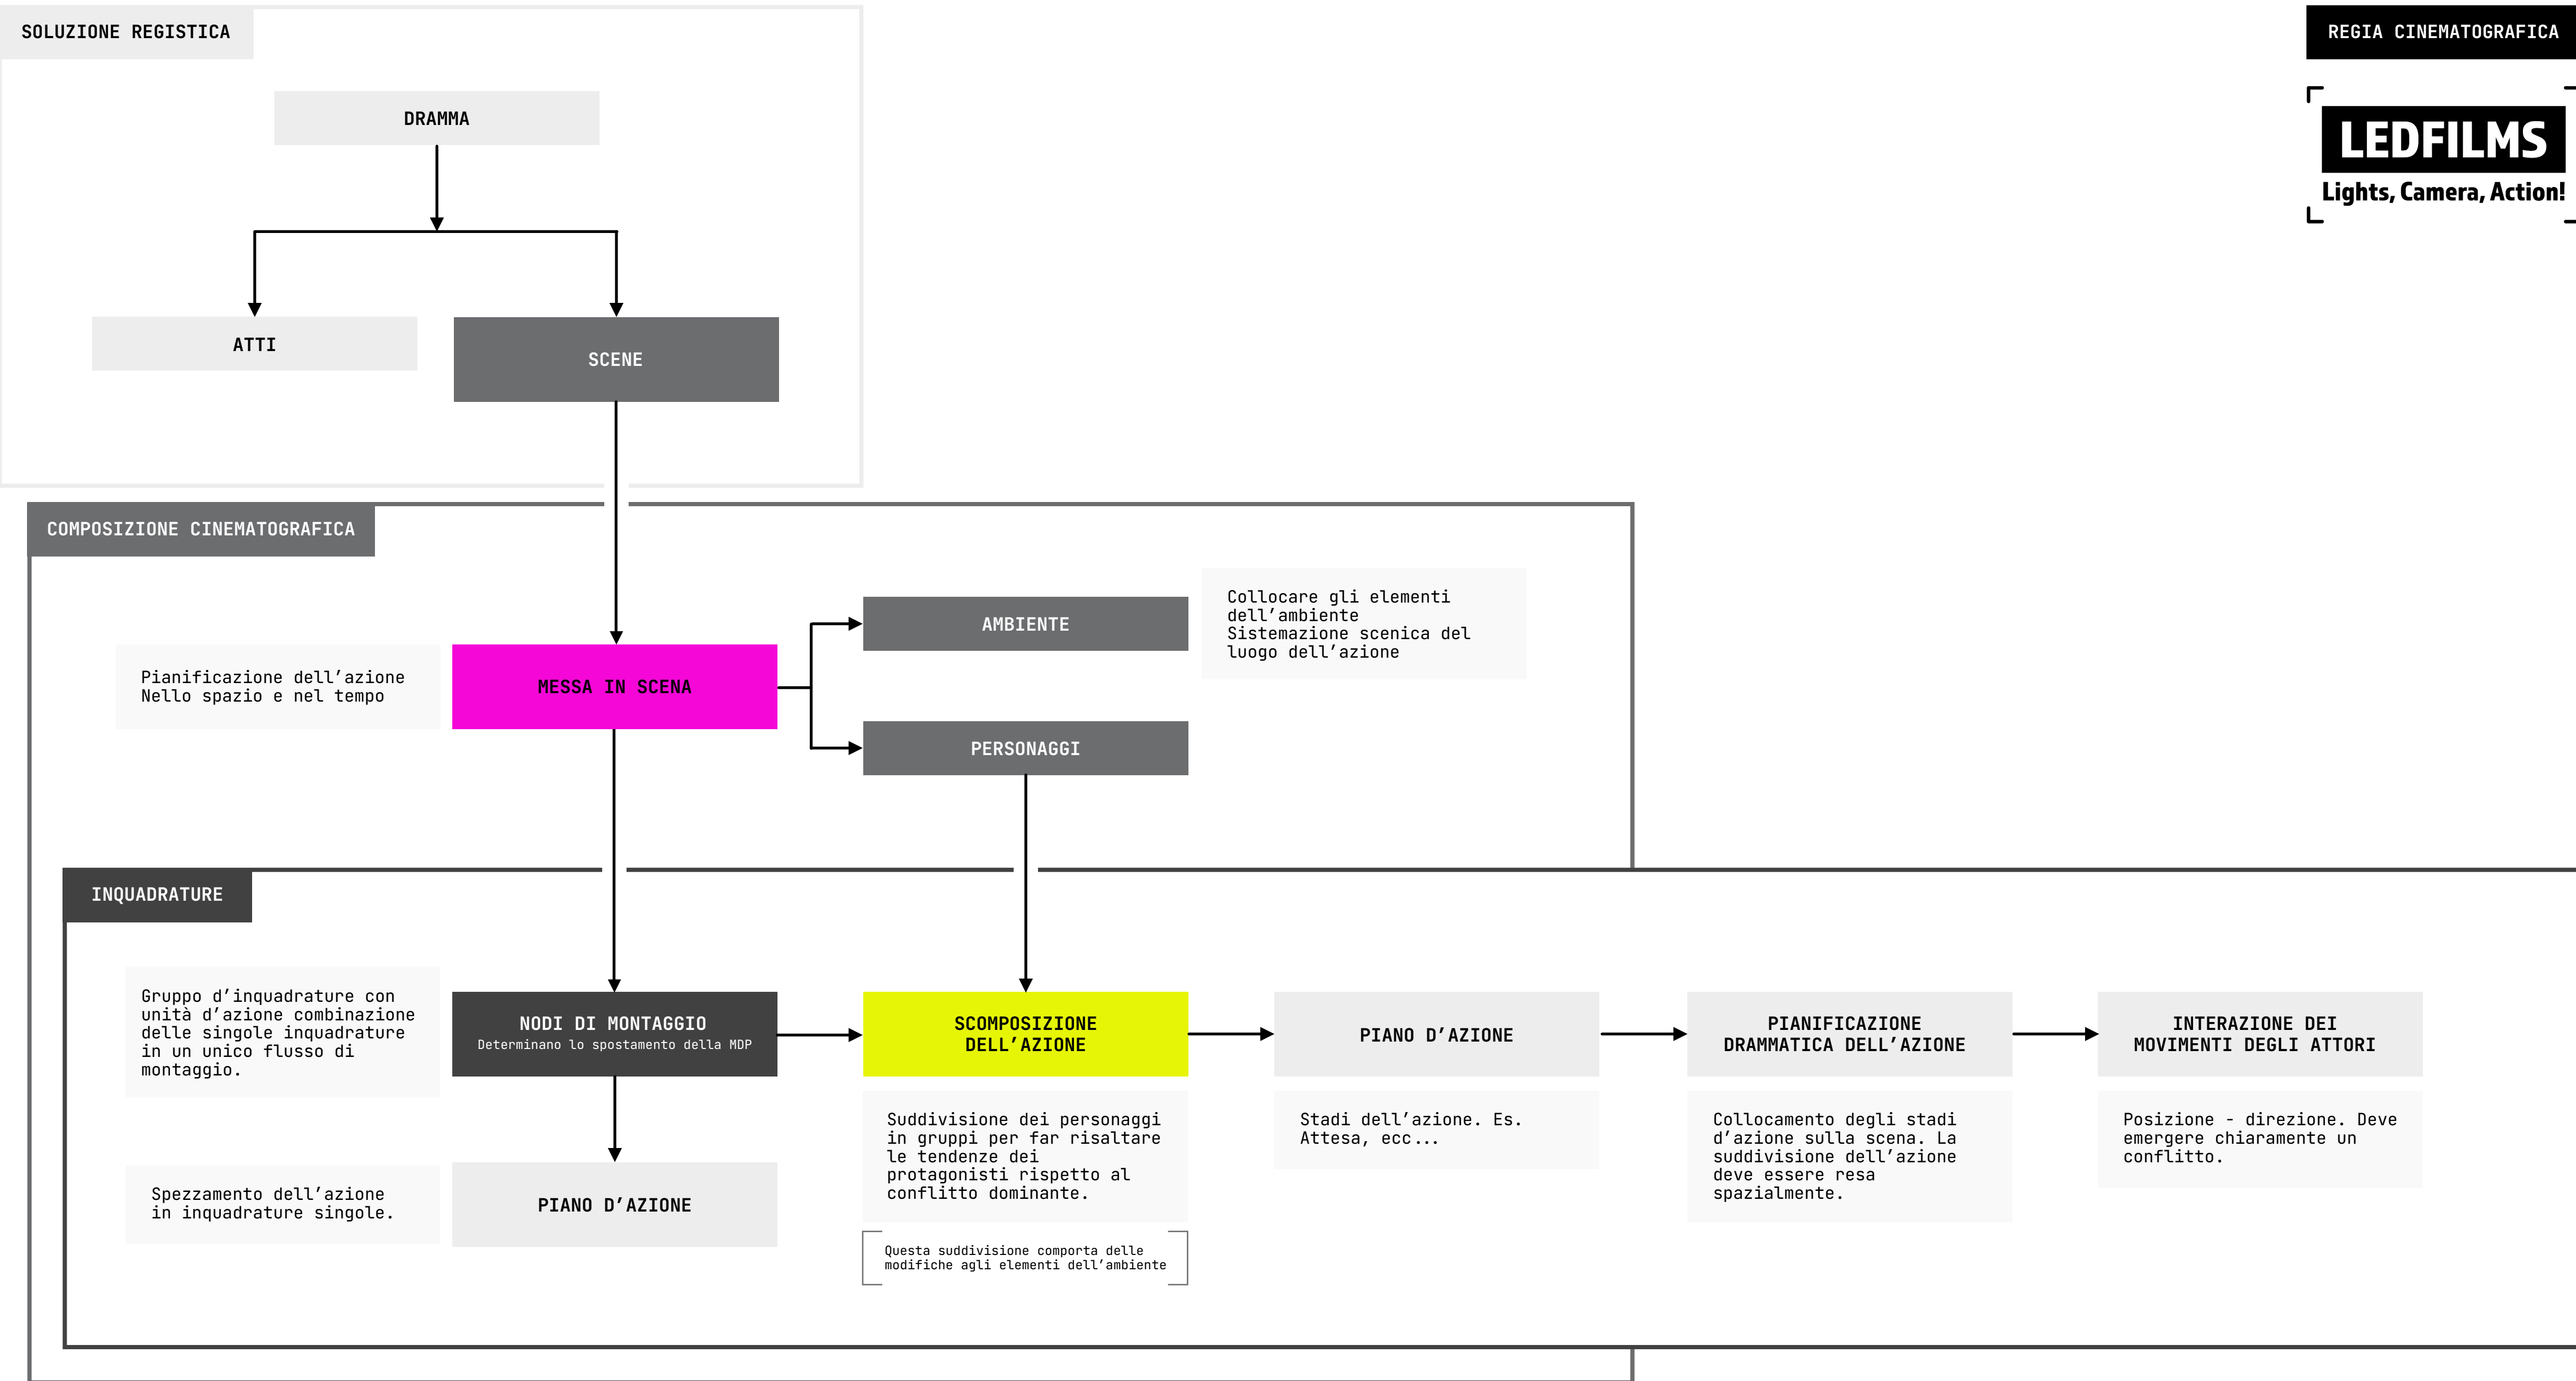 SOLUZIONE REGISTICA
REGIA CINEMATOGRAFICA
LEDFILMS
Lights, Camera, Action!
DRAMMA
ATTI
SCENE
COMPOSIZIONE CINEMATOGRAFICA
Pianificazione dell’azione
Nello spazio e nel tempo
MESSA IN SCENA
AMBIENTE
Collocare gli elementi
dell’ambiente
Sistemazione scenica del
luogo dell’azione
PERSONAGGI
INQUADRATURE
Gruppo d’inquadrature con
unità d’azione combinazione
delle singole inquadrature
in un unico flusso di
montaggio.
NODI DI MONTAGGIO
Determinano lo spostamento della MDP
SCOMPOSIZIONE
DELL’AZIONE
Suddivisione dei personaggi
in gruppi per far risaltare
le tendenze dei
protagonisti rispetto al
conflitto dominante.
Questa suddivisione comporta delle
modifiche agli elementi dell’ambiente
PIANO D’AZIONE
Stadi dell’azione. Es.
Attesa, ecc...
PIANIFICAZIONE
DRAMMATICA DELL’AZIONE
Collocamento degli stadi
d’azione sulla scena. La
suddivisione dell’azione
deve essere resa
spazialmente.
INTERAZIONE DEI
MOVIMENTI DEGLI ATTORI
Posizione - direzione. Deve
emergere chiaramente un
conflitto.
Spezzamento dell’azione
in inquadrature singole.
PIANO D’AZIONE